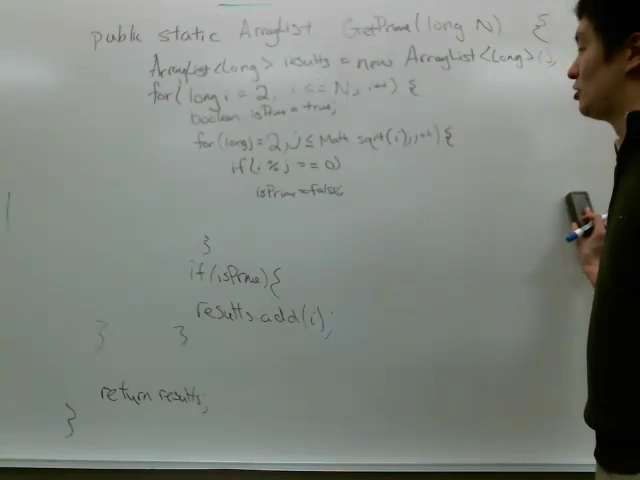 public static ArrayList GetPrime(long N) {
ArrayList<Long> results = new ArrayList<Long>();
for(long i = 2, i <= N, i++) {
boolean isPrime = true;
for(long j = 2, j ≤ Math sqrt(i), j++) {
if(i % j == 0)
isPrime = false;
}
if(isPrime) {
results.add(i);
} }
return results;
}